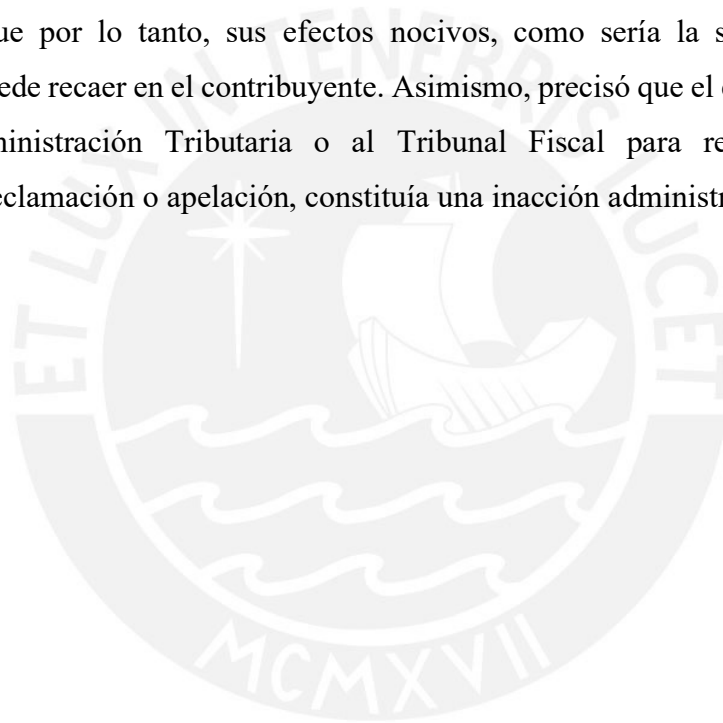 ue por lo tanto, sus efectos nocivos, como sería la s
ede recaer en el contribuyente. Asimismo, precisó que el
ministración Tributaria o al Tribunal Fiscal para re
eclamación o apelación, constituía una inacción administr
ET LUX IN TENEBRIS LUCET
MCMXVII